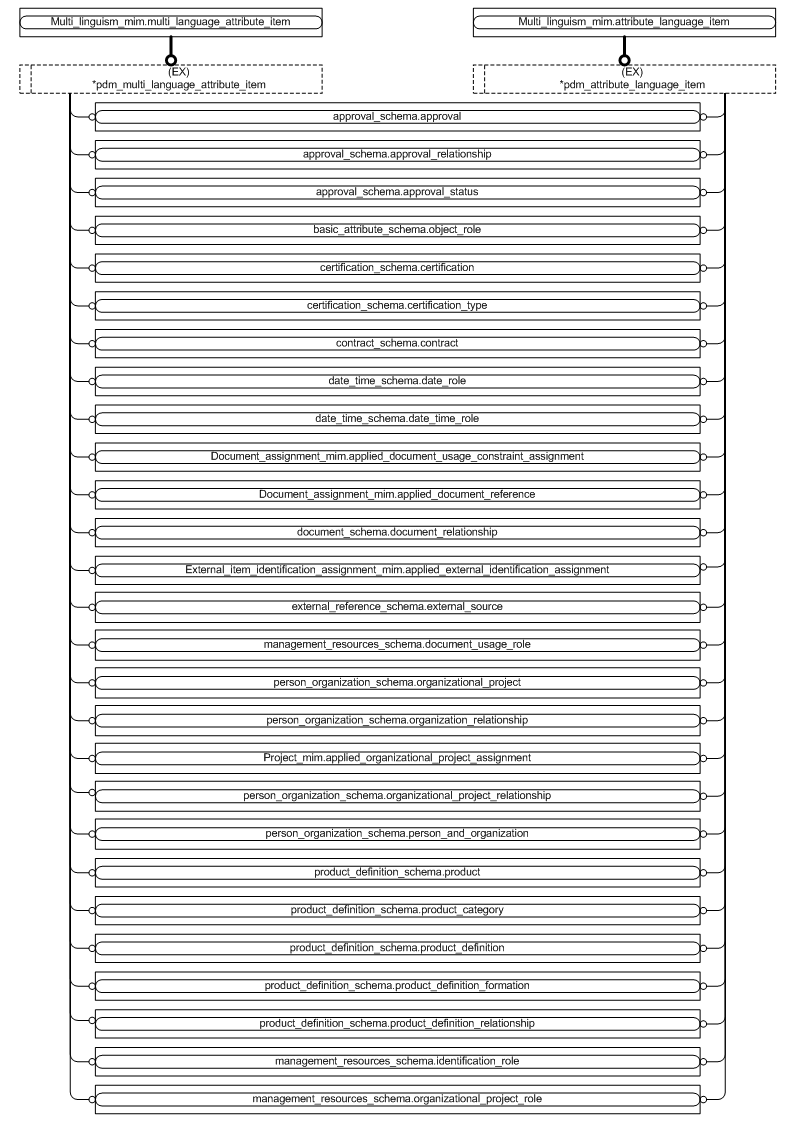 Multi_linguism_mim.multi_language_attribute_item
Multi_linguism_mim.attribute_language_item
(EX)
*pdm_multi_language_attribute_item
(EX)
*pdm_attribute_language_item
approval_schema.approval
approval_schema.approval_relationship
approval_schema.approval_status
basic_attribute_schema.object_role
certification_schema.certification
certification_schema.certification_type
contract_schema.contract
date_time_schema.date_role
date_time_schema.date_time_role
Document_assignment_mim.applied_document_usage_constraint_assignment
Document_assignment_mim.applied_document_reference
document_schema.document_relationship
External_item_identification_assignment_mim.applied_external_identification_assignment
external_reference_schema.external_source
management_resources_schema.document_usage_role
person_organization_schema.organizational_project
person_organization_schema.organization_relationship
Project_mim.applied_organizational_project_assignment
person_organization_schema.organizational_project_relationship
person_organization_schema.person_and_organization
product_definition_schema.product
product_definition_schema.product_category
product_definition_schema.product_definition
product_definition_schema.product_definition_formation
product_definition_schema.product_definition_relationship
management_resources_schema.identification_role
management_resources_schema.organizational_project_role